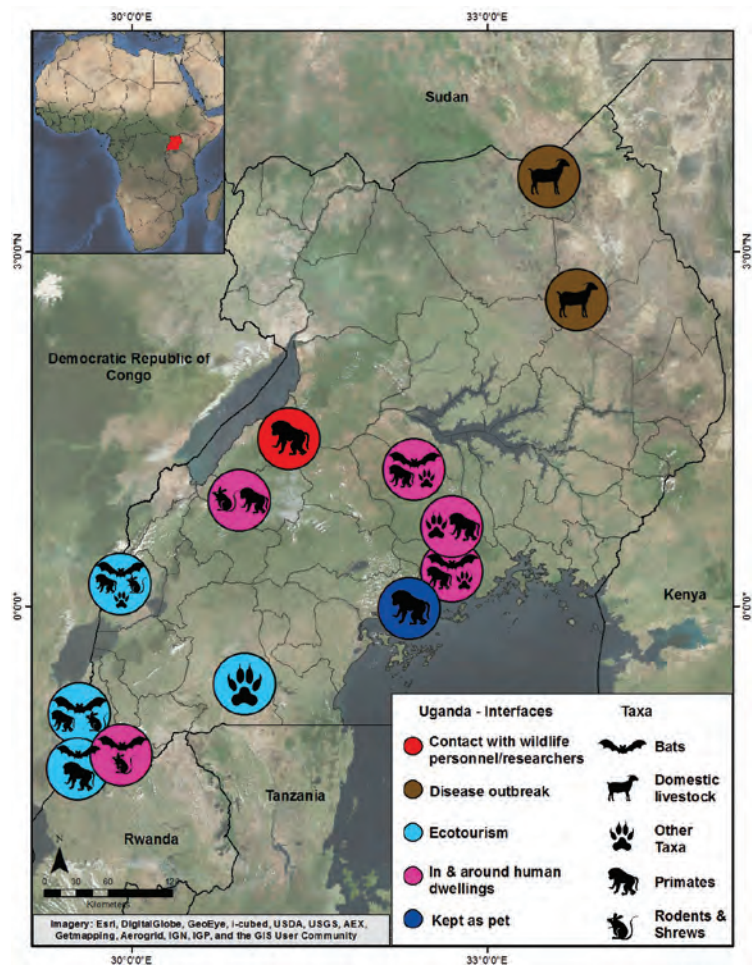 30°0'0"
33°0'0"
Sudan
3°0'0"N
3°0'0"N
Democratic Republic of
Congo
0°0'0"
0°0'0"
Kenya
Tanzania
Rwanda
N
0 30 60 120
Kilometers
Uganda - Interfaces
Contact with wildlife
personnel/researchers
Disease outbreak
Ecotourism
In & around human
dwellings
Kept as pet
Taxa
Bats
Domestic
livestock
Other
Taxa
Primates
Rodents &
Shrews
Imagery: Esri, DigitalGlobe, GeoEye, i-cubed, USDA, USGS, AEX,
Getmapping, Aerogrid, IGN, IGP, and the GIS User Community
30°0'0"
33°0'0"